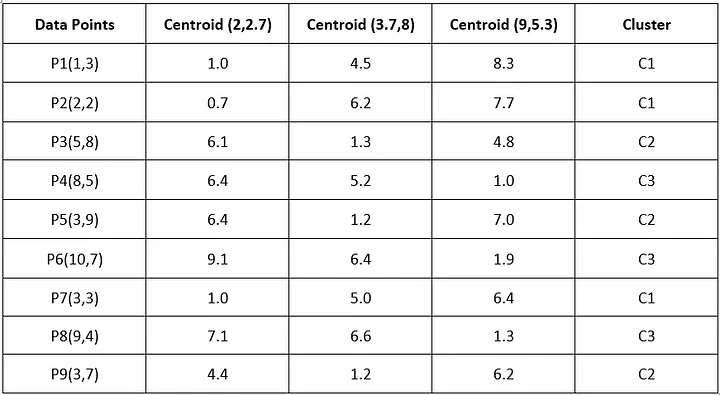 Data Points Centroid (2,2.7) Centroid (3.7,8) Centroid (9,5.3) Cluster
P1(1,3) 1.0 4.5 8.3 C1
P2(2,2) 0.7 6.2 7.7 C1
P3(5,8) 6.1 1.3 4.8 C2
P4(8,5) 6.4 5.2 1.0 C3
P5(3,9) 6.4 1.2 7.0 C2
P6(10,7) 9.1 6.4 1.9 C3
P7(3,3) 1.0 5.0 6.4 C1
P8(9,4) 7.1 6.6 1.3 C3
P9(3,7) 4.4 1.2 6.2 C2